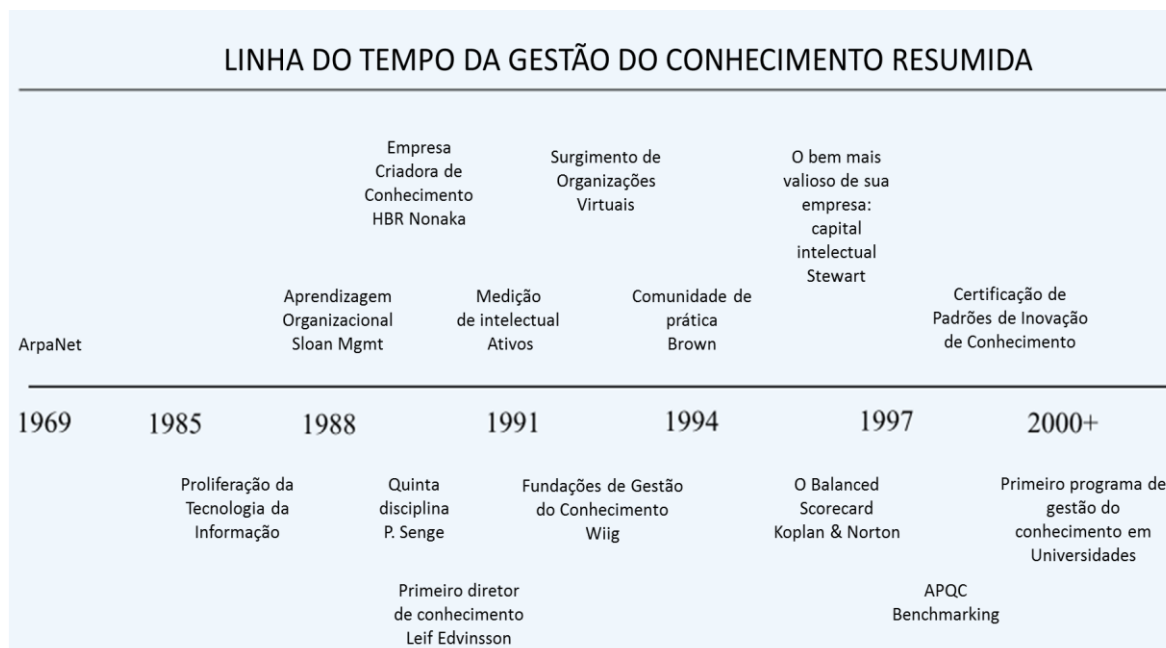 LINHA DO TEMPO DA GESTÃO DO CONHECIMENTO RESUMIDA
Empresa
Criadora de
Conhecimento
HBR Nonaka
Surgimento de
Organizações
Virtuais
O bem mais
valioso de sua
empresa:
capital
intelectual
Stewart
ArpaNet
Aprendizagem
Organizacional
Sloan Mgmt
Medição
de intelectual
Ativos
Comunidade de
prática
Brown
Certificação de
Padrões de Inovação
de Conhecimento
1969
1985
1988
1991
1994
1997
2000+
Proliferação da
Tecnologia da
Informação
Quinta
disciplina
P. Senge
Fundações de Gestão
do Conhecimento
Wiig
O Balanced
Scorecard
Koplan & Norton
Primeiro programa de
gestão do
conhecimento em
Universidades
Primeiro diretor
de conhecimento
Leif Edvinsson
APQC
Benchmarking